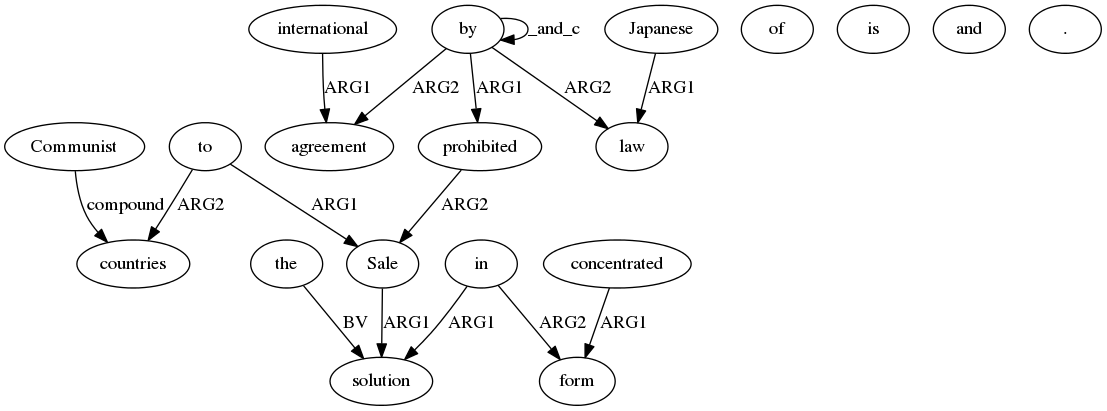 international by _and_c Japanese of is and .
ARG1 ARG2 ARG1 ARG2 ARG1
Communist to agreement prohibited law
compound ARG2 ARG1 ARG2
countries the Sale in concentrated
BV ARG1 ARG1 ARG2 ARG1
solution form